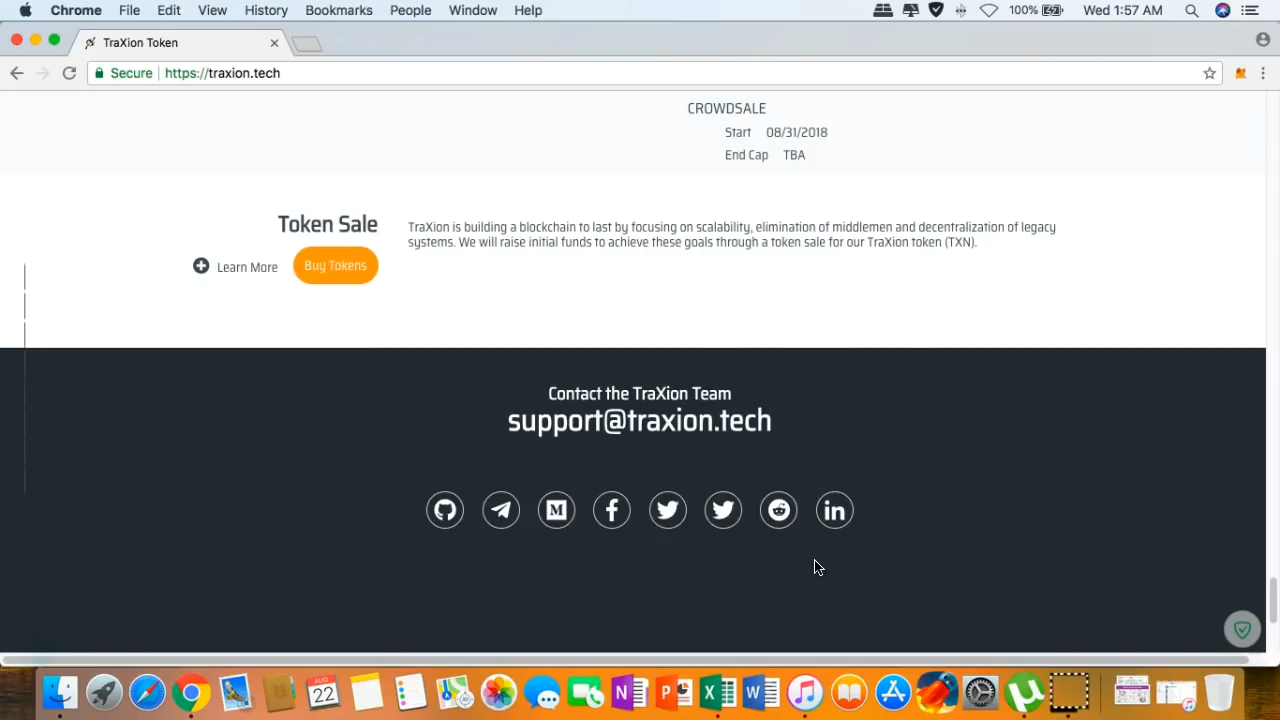 Chrome File Edit View History Bookmarks People Window Help 100% Wed 1:57 AM
TraXion Token
Secure https://traxion.tech
CROWDSALE
Start 08/31/2018
End Cap TBA
Token Sale
Learn More Buy Tokens
TraXion is building a blockchain to last by focusing on scalability, elimination of middlemen and decentralization of legacy
systems. We will raise initial funds to achieve these goals through a token sale for our TraXion token (TXN).
Contact the TraXion Team
support@traxion.tech
AUG
22